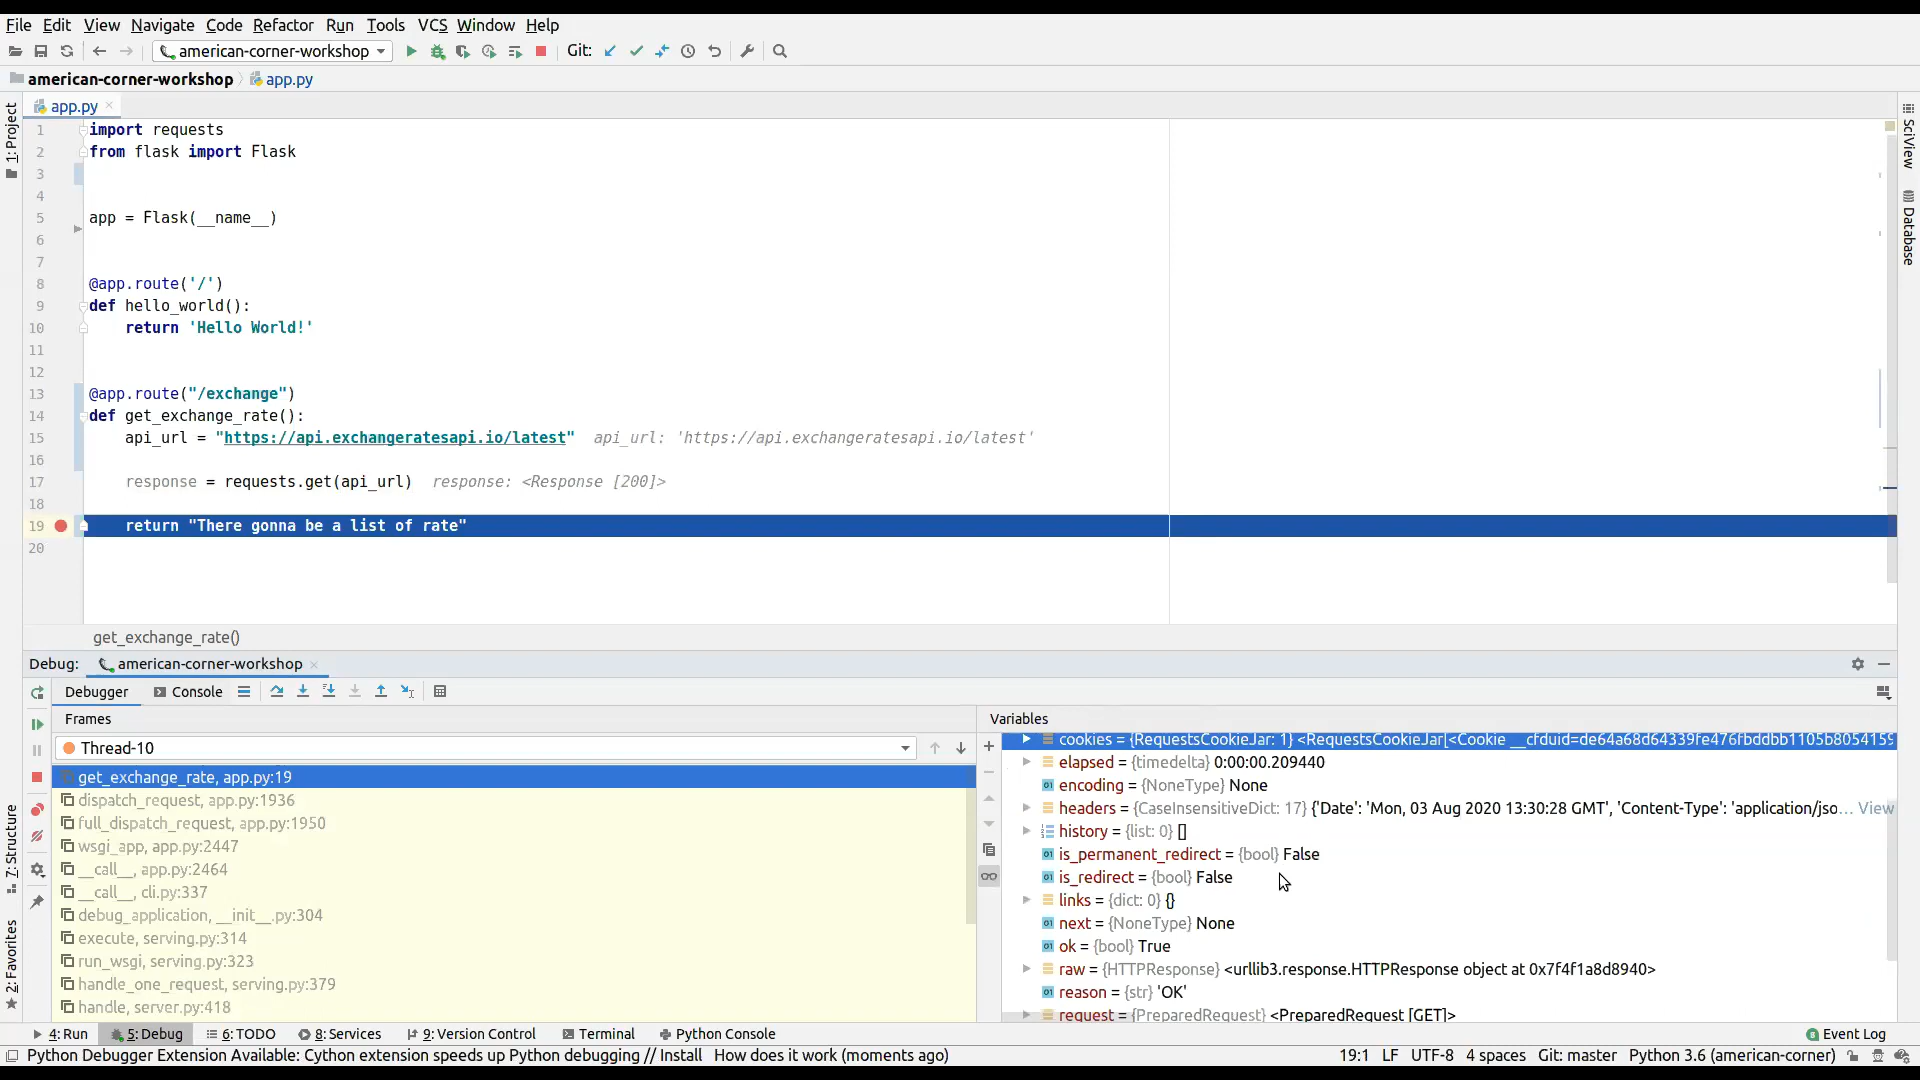 File Edit View Navigate Code Refactor Run Tools VCS Window Help
american-corner-workshop Git:
american-corner-workshop app.py
app.py
1 import requests
2 from flask import Flask
3
4
5 app = Flask(__name__)
6
7
8 @app.route('/')
9 def hello_world():
10 return 'Hello World!'
11
12
13 @app.route("/exchange")
14 def get_exchange_rate():
15 api_url = "https://api.exchangeratesapi.io/latest" api_url: 'https://api.exchangeratesapi.io/latest'
16
17 response = requests.get(api_url) response: <Response [200]>
18
19 return "There gonna be a list of rate"
20
get_exchange_rate()
1: Project
7: Structure
2: Favorites
SciView
Database
Debug: american-corner-workshop
Debugger Console
Frames
Thread-10
get_exchange_rate, app.py:19
dispatch_request, app.py:1936
full_dispatch_request, app.py:1950
wsgi_app, app.py:2447
__call__, app.py:2464
__call__, cli.py:337
debug_application, __init__.py:304
execute, serving.py:314
run_wsgi, serving.py:323
handle_one_request, serving.py:379
handle, server.py:418
Variables
cookies = {RequestsCookieJar: 1} <RequestsCookieJar[<Cookie __cfduid=de64a68d64339fe476fbddbb1105b8054159
elapsed = {timedelta} 0:00:00.209440
encoding = {NoneType} None
headers = {CaseInsensitiveDict: 17} {'Date': 'Mon, 03 Aug 2020 13:30:28 GMT', 'Content-Type': 'application/jso... View
history = {list: 0} []
is_permanent_redirect = {bool} False
is_redirect = {bool} False
links = {dict: 0} {}
next = {NoneType} None
ok = {bool} True
raw = {HTTPResponse} <urllib3.response.HTTPResponse object at 0x7f4f1a8d8940>
reason = {str} 'OK'
request = {PreparedRequest} <PreparedRequest [GET]>
4: Run 5: Debug 6: TODO 8: Services 9: Version Control Terminal Python Console Event Log
Python Debugger Extension Available: Cython extension speeds up Python debugging // Install How does it work (moments ago) 19:1 LF UTF-8 4 spaces Git: master Python 3.6 (american-corner)